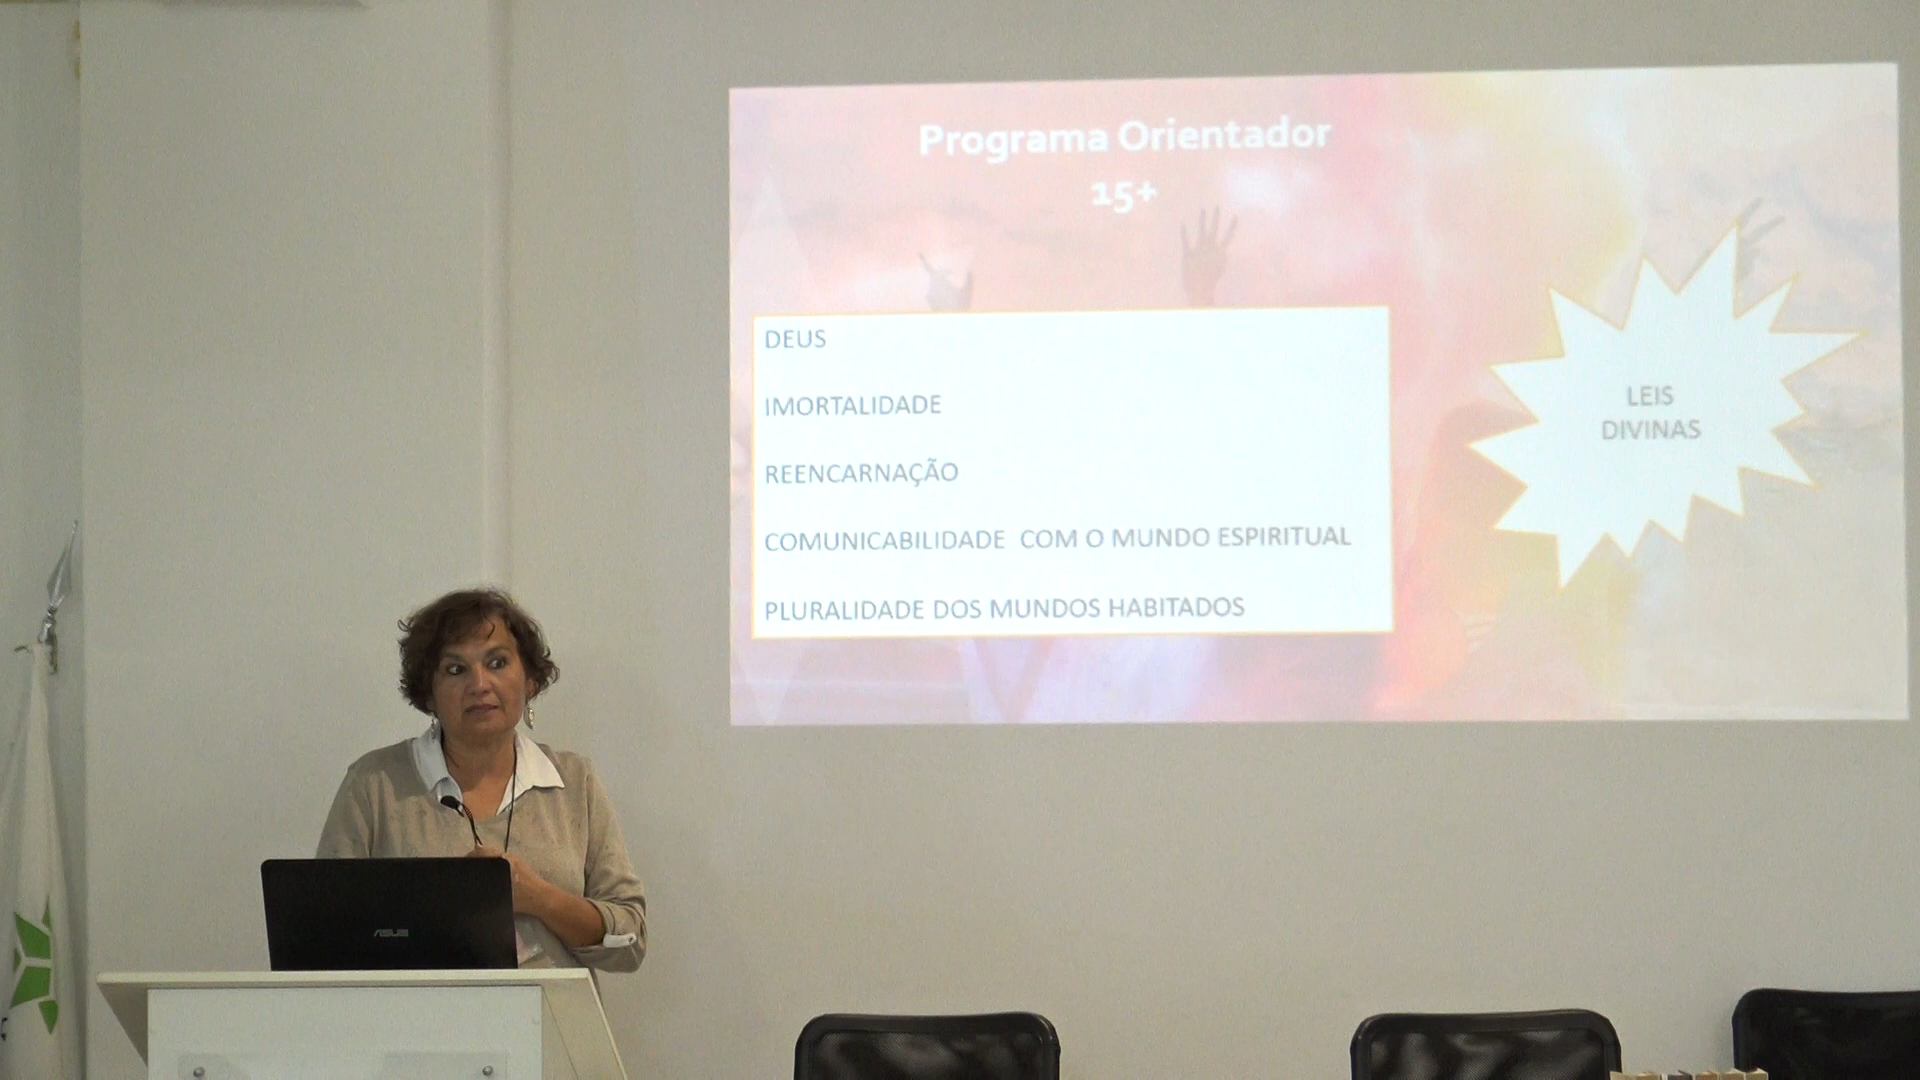 Programa Orientador
15+
DEUS
IMORTALIDADE
REENCARNAÇÃO
COMUNICABILIDADE COM O MUNDO ESPIRITUAL
PLURALIDADE DOS MUNDOS HABITADOS
LEIS
DIVINAS
ASUS